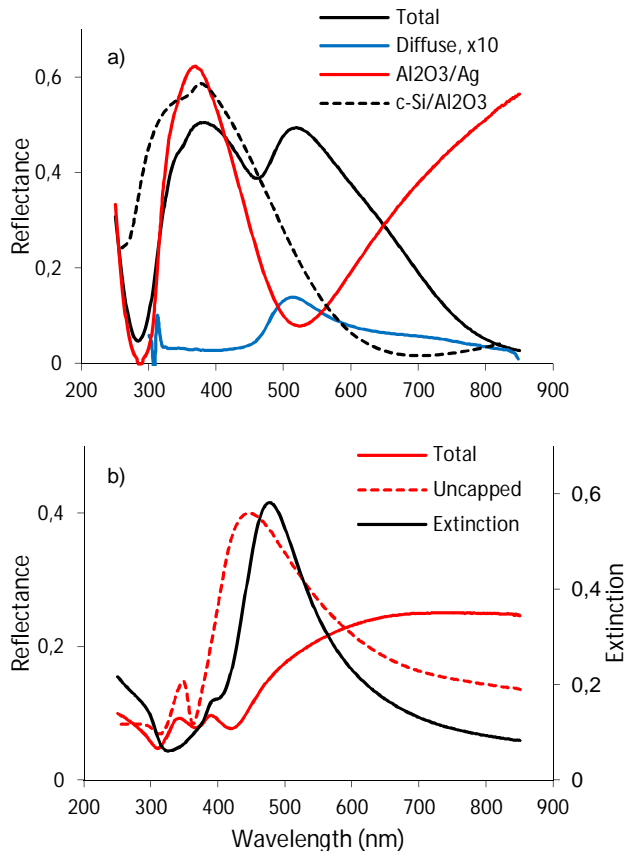 a)
Total
Diffuse, x10
Al2O3/Ag
c-Si/Al2O3
Reflectance
0,6
0,4
0,2
0
200 300 400 500 600 700 800 900
b)
Total
Uncapped
Extinction
Reflectance
0,4
0,2
0
Extinction
0,6
0,4
0,2
0
200 300 400 500 600 700 800 900
Wavelength (nm)